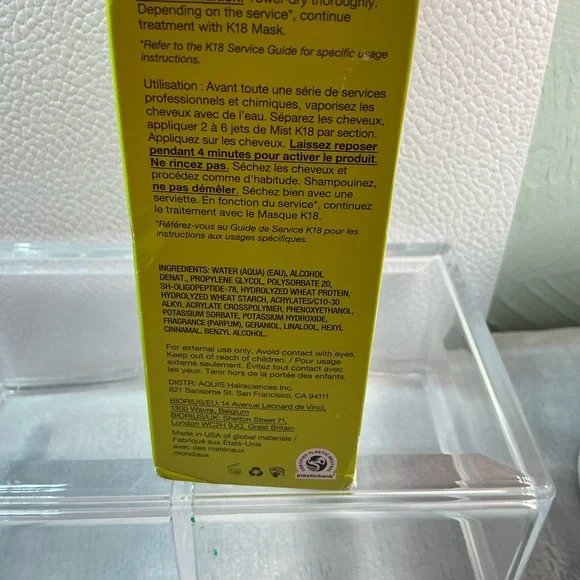 Towel-dry thoroughly.
Depending on the service*, continue
treatment with K18 Mask.
*Refer to the K18 Service Guide for specific usage
instructions.
Utilisation : Avant toute une série de services
professionnels et chimiques, vaporisez les
cheveux avec de l'eau. Séparez les cheveux,
appliquer 2 à 6 jets de Mist K18 par section.
Appliquez sur les cheveux. Laissez reposer
pendant 4 minutes pour activer le produit.
Ne rincez pas. Séchez les cheveux et
procédez comme d'habitude. Shampouinez,
ne pas démêler. Séchez bien avec une
serviette. En fonction du service*, continuez
le traitement avec le Masque K18.
*Référez-vous au Guide de Service K18 pour les
instructions aux usages spécifiques.
INGREDIENTS: WATER (AQUA) (EAU), ALCOHOL
DENAT., PROPYLENE GLYCOL, POLYSORBATE 20,
SH-OLIGOPEPTIDE-78, HYDROLYZED WHEAT PROTEIN,
HYDROLYZED WHEAT STARCH, ACRYLATES/C10-30
ALKYL ACRYLATE CROSSPOLYMER, PHENOXYETHANOL,
POTASSIUM SORBATE, POTASSIUM HYDROXIDE,
FRAGRANCE (PARFUM), GERANIOL, LINALOOL, HEXYL
CINNAMAL, BENZYL ALCOHOL.
For external use only. Avoid contact with eyes.
Keep out of reach of children. / Pour usage
externe seulement. Évitez tout contact avec
les yeux. Tenir hors de la portée des enfants.
DISTR: AQUIS Hairsciences Inc.
621 Sansome St. San Francisco, CA 94111
BIORIUS/EU: 14 Avenue Leonard de Vinci,
1300 Wavre, Belgium
BIORIUS/UK: Shelton Street 71,
London WC2H 9JQ, Great Britain
Made in USA of global materials /
Fabriqué aux États-Unis
avec des matériaux
mondiaux
CERTIFIED PLASTIC NEUTRAL
plasticbank